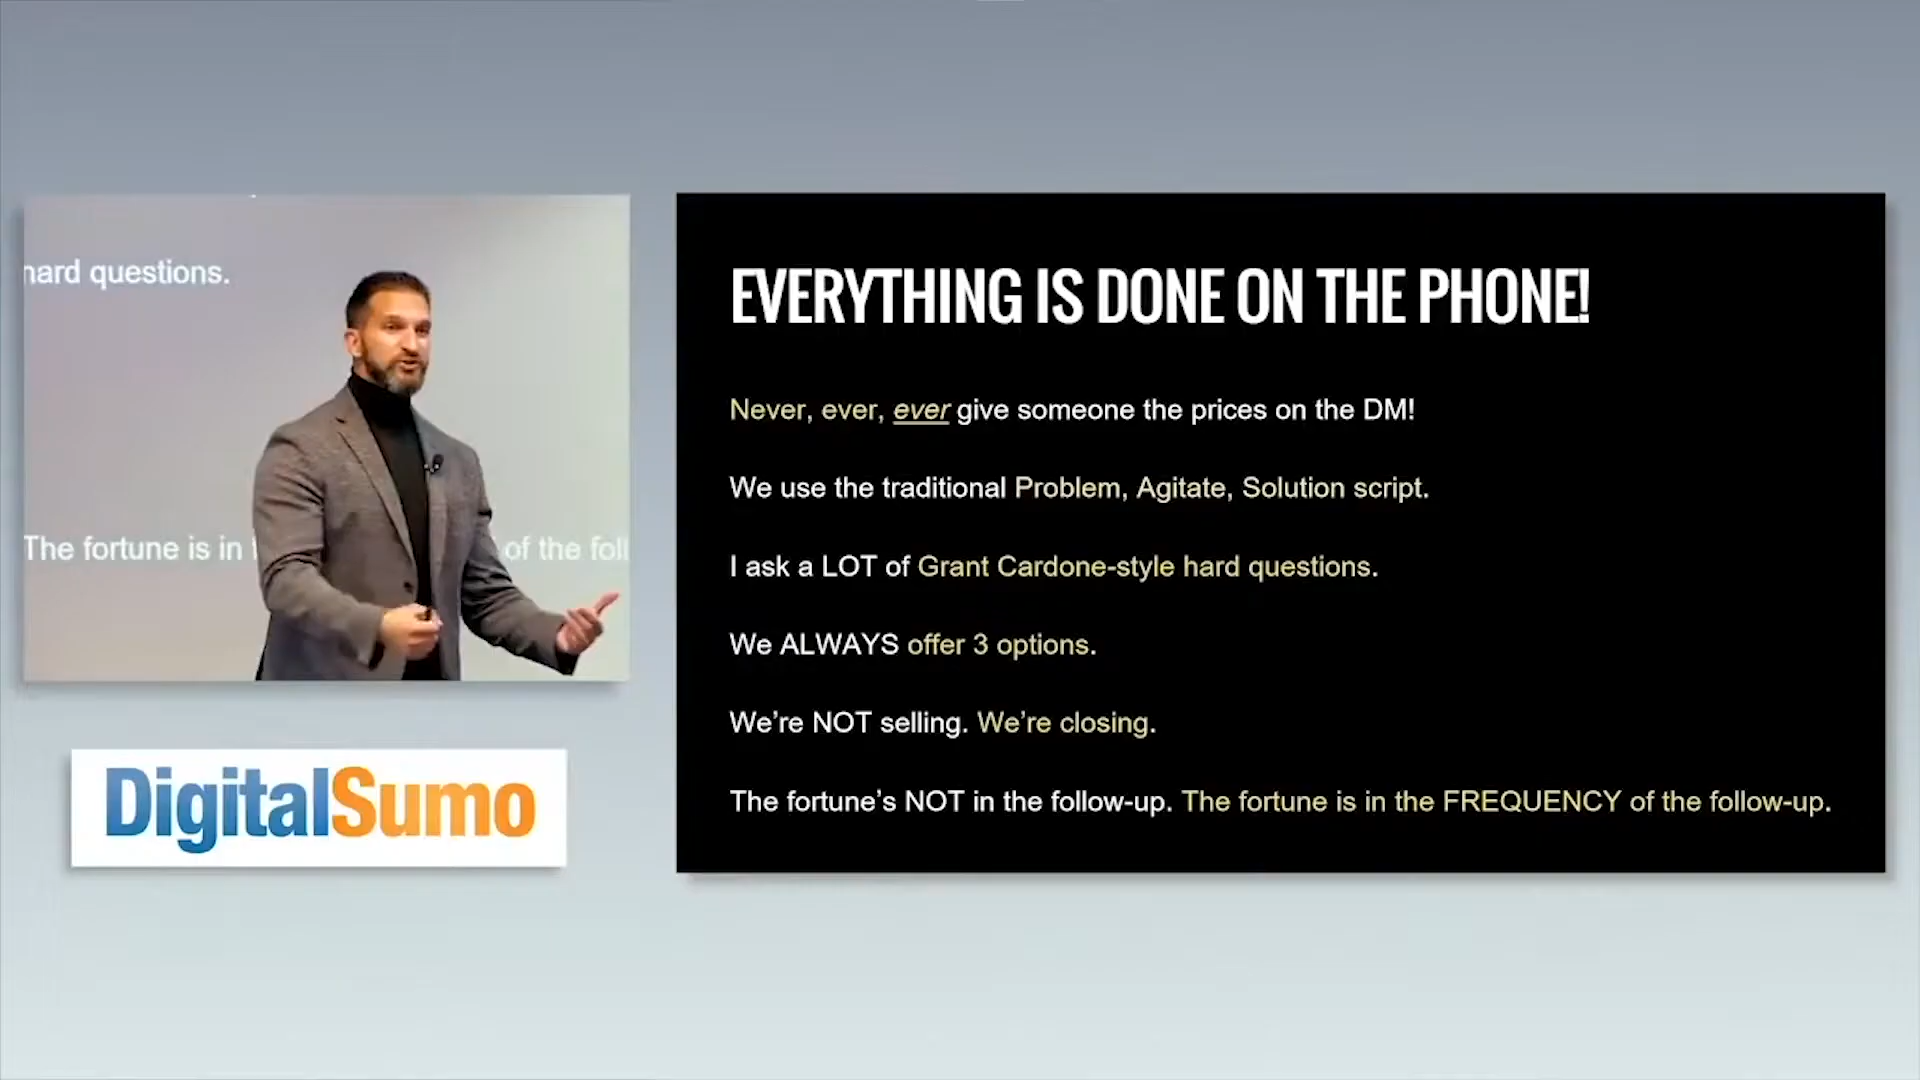 hard questions.
The fortune is in
of the foll
DigitalSumo
EVERYTHING IS DONE ON THE PHONE!
Never, ever, ever give someone the prices on the DM!
We use the traditional Problem, Agitate, Solution script.
I ask a LOT of Grant Cardone-style hard questions.
We ALWAYS offer 3 options.
We’re NOT selling. We’re closing.
The fortune’s NOT in the follow-up. The fortune is in the FREQUENCY of the follow-up.